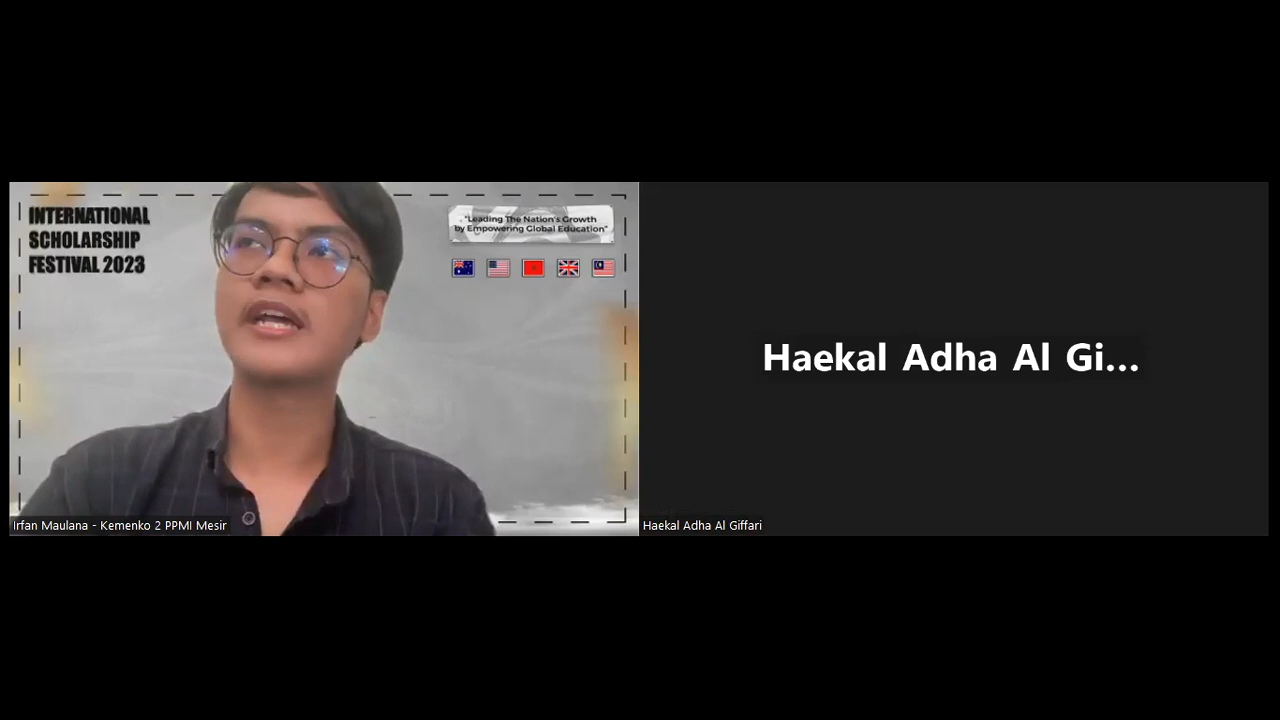 INTERNATIONAL
SCHOLARSHIP
FESTIVAL 2023
"Leading The Nation's Growth
by Empowering Global Education"
Irfan Maulana - Kemenko 2 PPMI Mesir
Haekal Adha Al Gi...
Haekal Adha Al Giffari